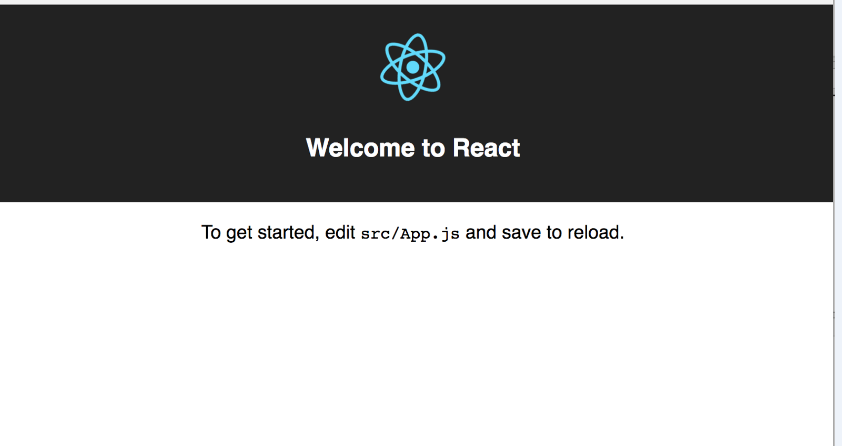 Welcome to React
To get started, edit src/App.js and save to reload.